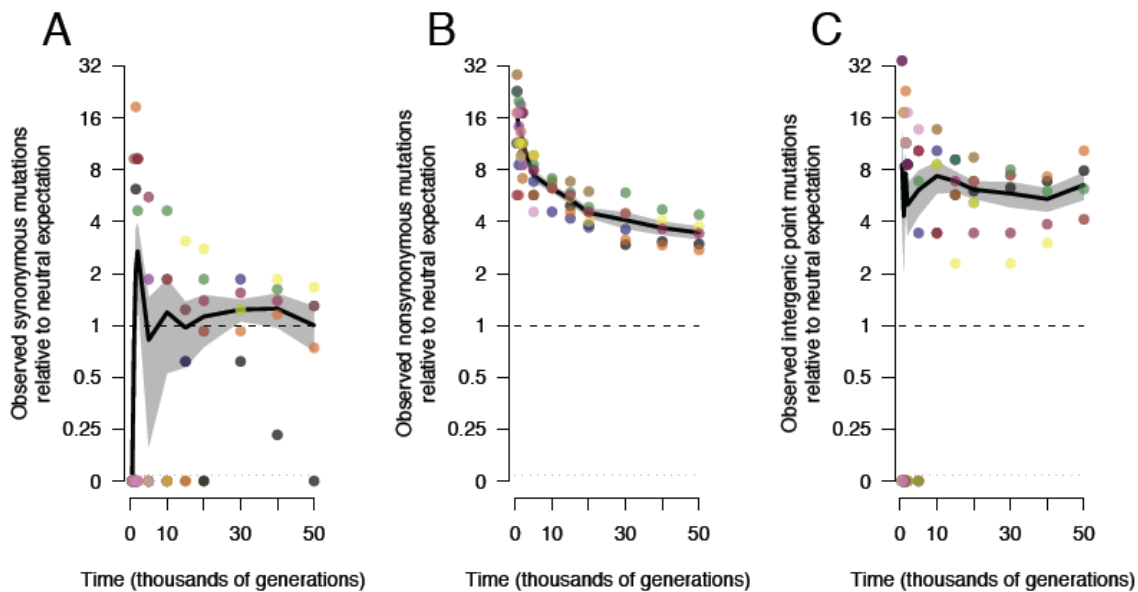 A
Observed synonymous mutations
relative to neutral expectation
32
16
8
4
2
1
0.5
0.25
0
0 10 30 50
Time (thousands of generations)
B
Observed nonsynonymous mutations
relative to neutral expectation
32
16
8
4
2
1
0.5
0.25
0
0 10 30 50
Time (thousands of generations)
C
Observed intergenic point mutations
relative to neutral expectation
32
16
8
4
2
1
0.5
0.25
0
0 10 30 50
Time (thousands of generations)